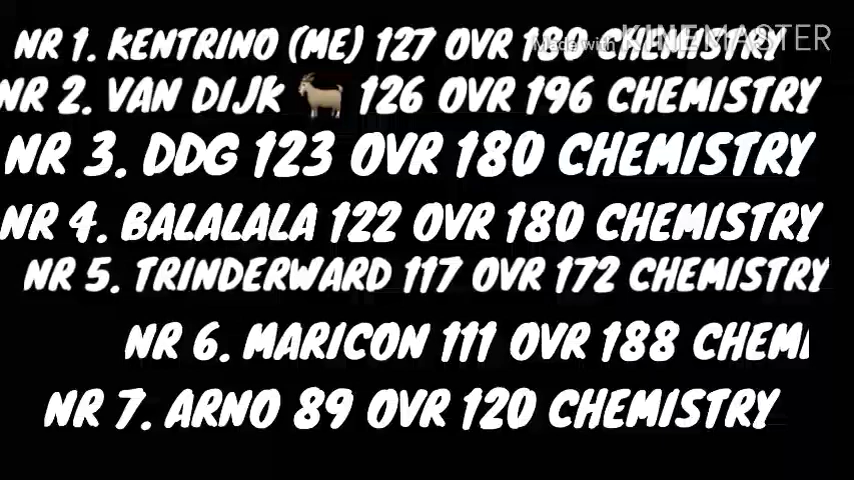 NR 1. KENTRINO (ME) 127 OVR 180 CHEMISTRY
Made with KINEMASTER
NR 2. VAN DIJK 🐐 126 OVR 196 CHEMISTRY
NR 3. DDG 123 OVR 180 CHEMISTRY
NR 4. BALALALA 122 OVR 180 CHEMISTRY
NR 5. TRINDERWARD 117 OVR 172 CHEMISTRY
NR 6. MARICON 111 OVR 188 CHEMI
NR 7. ARNO 89 OVR 120 CHEMISTRY